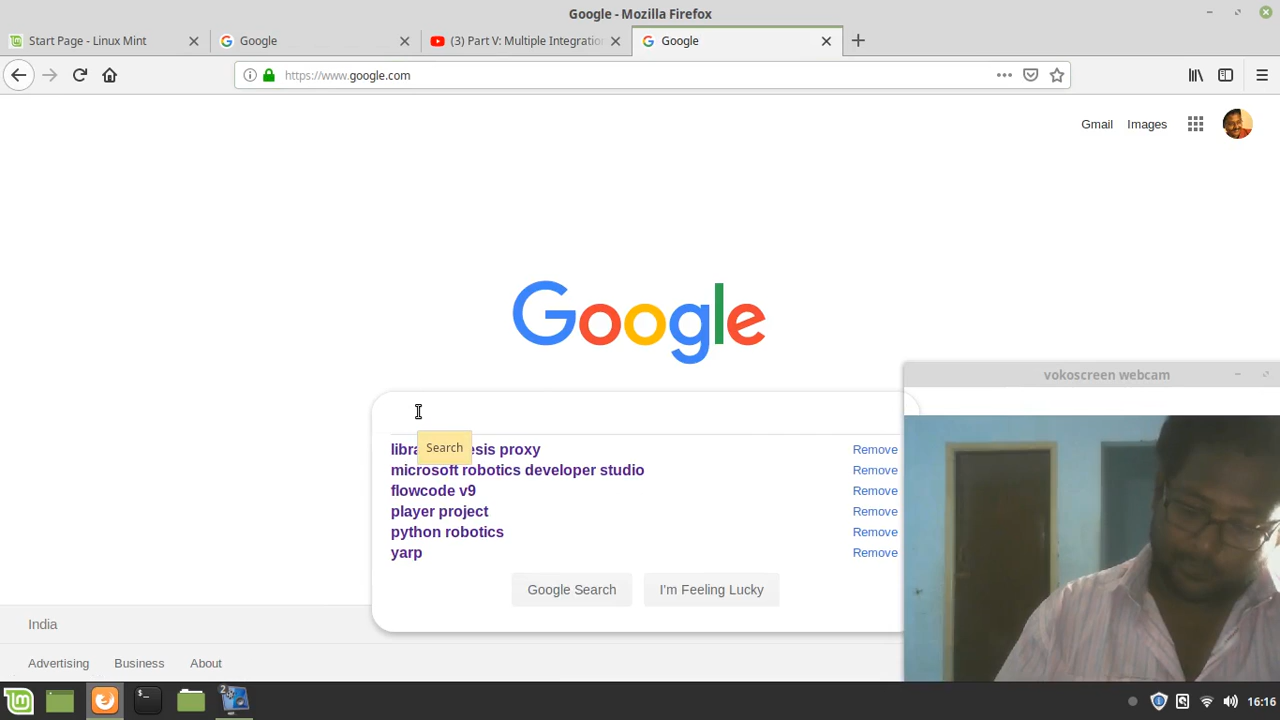 Google - Mozilla Firefox
Start Page - Linux Mint
Google
(3) Part V: Multiple Integration
Google
https://www.google.com
Gmail
Images
Google
vokoscreen webcam
Search
proxy
Remove
microsoft robotics developer studio
Remove
flowcode v9
Remove
player project
Remove
python robotics
Remove
yarp
Remove
Google Search
I'm Feeling Lucky
India
Advertising
Business
About
2
16:16